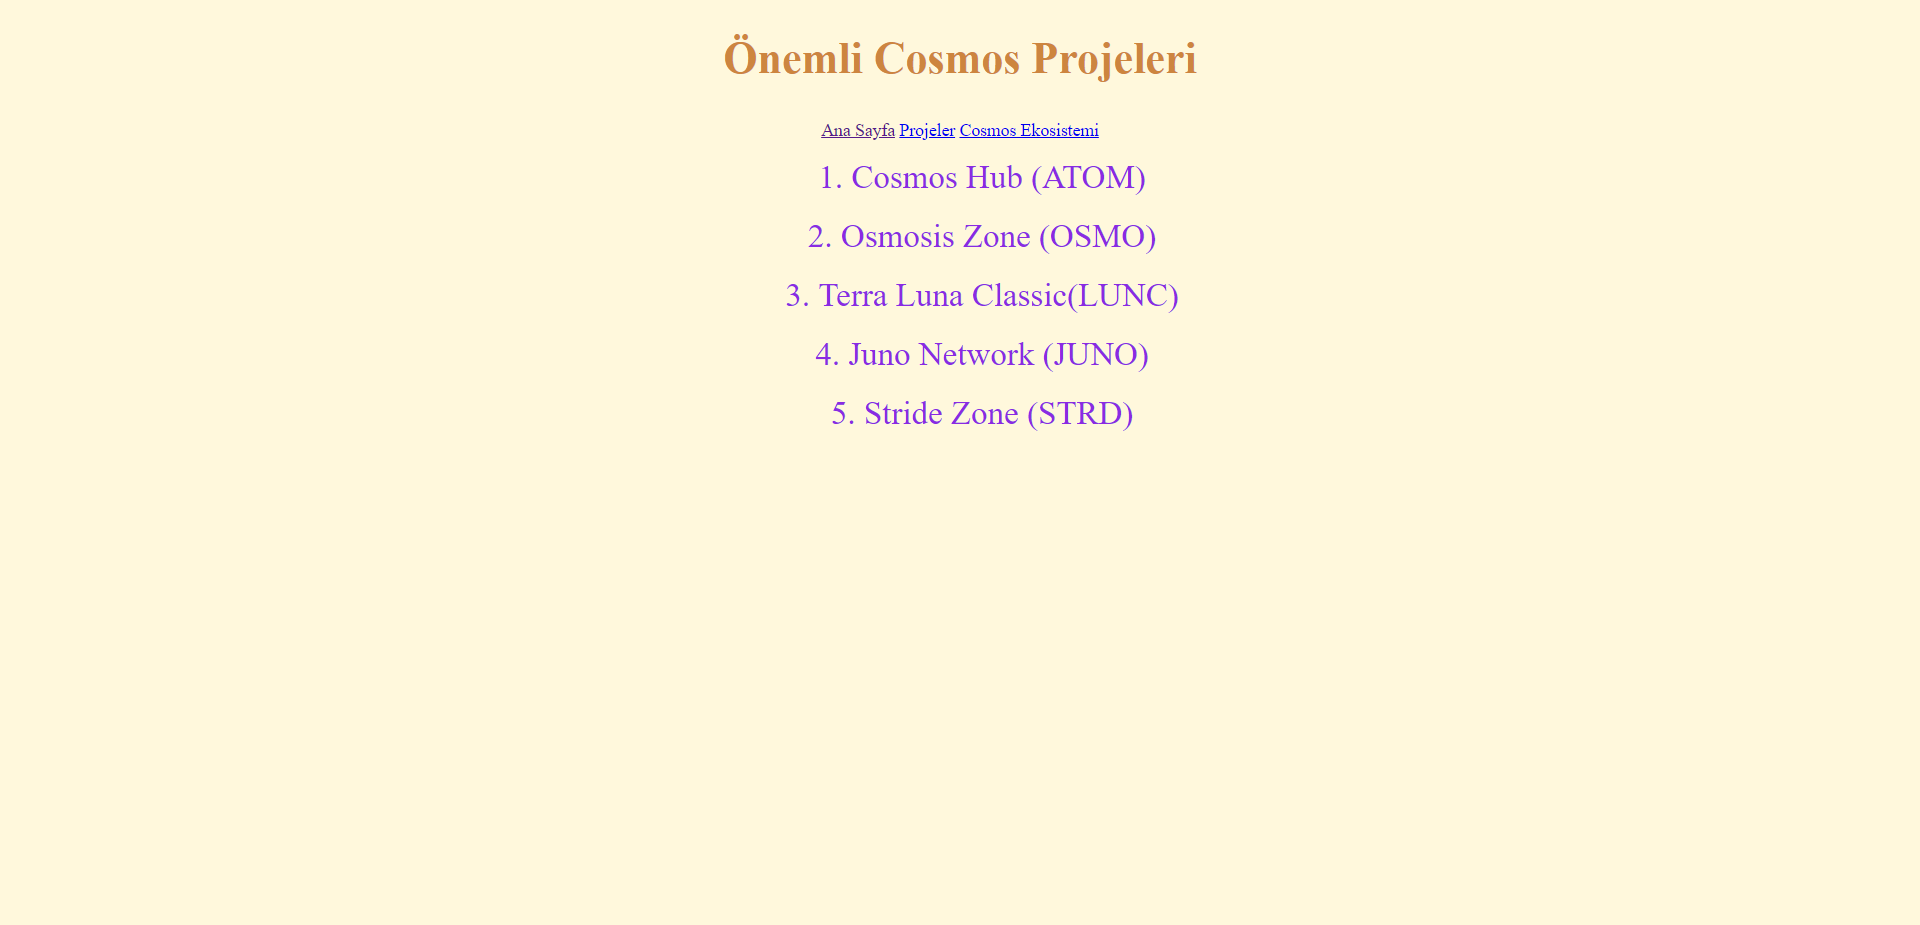 Önemli Cosmos Projeleri
Ana Sayfa Projeler Cosmos Ekosistemi
1. Cosmos Hub (ATOM)
2. Osmosis Zone (OSMO)
3. Terra Luna Classic(LUNC)
4. Juno Network (JUNO)
5. Stride Zone (STRD)